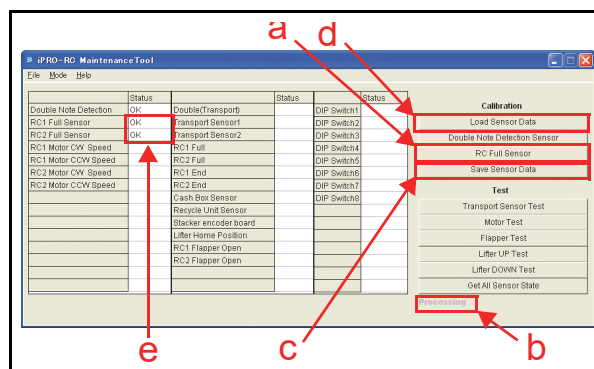 a d
iPRO-RC MaintenanceTool
File Mode Help
Status Status Status
Double Note Detection OK Double(Transport) DIP Switch1
RC1 Full Sensor OK Transport Sensor1 DIP Switch2
RC2 Full Sensor OK Transport Sensor2 DIP Switch3
RC1 Motor CW Speed RC1 Full DIP Switch4
RC1 Motor CCW Speed RC2 Full DIP Switch5
RC2 Motor CW Speed RC1 End DIP Switch6
RC2 Motor CCW Speed RC2 End DIP Switch7
Cash Box Sensor DIP Switch8
Recycle Unit Sensor
Stacker encoder board
Lifter Home Position
RC1 Flapper Open
RC2 Flapper Open
Calibration
Load Sensor Data
Double Note Detection Sensor
RC Full Sensor
Save Sensor Data
Test
Transport Sensor Test
Motor Test
Flapper Test
Lifter UP Test
Lifter DOWN Test
Get All Sensor State
Processing
e c b